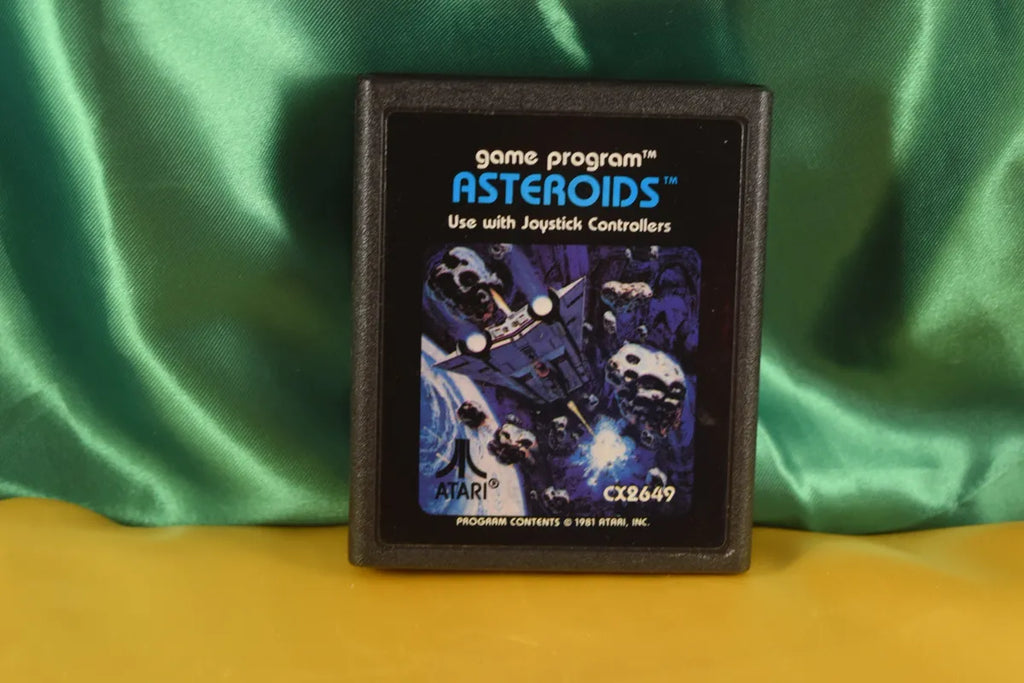 game program™
ASTEROIDS™
Use with Joystick Controllers
ATARI®
CX2649
PROGRAM CONTENTS © 1981 ATARI, INC.